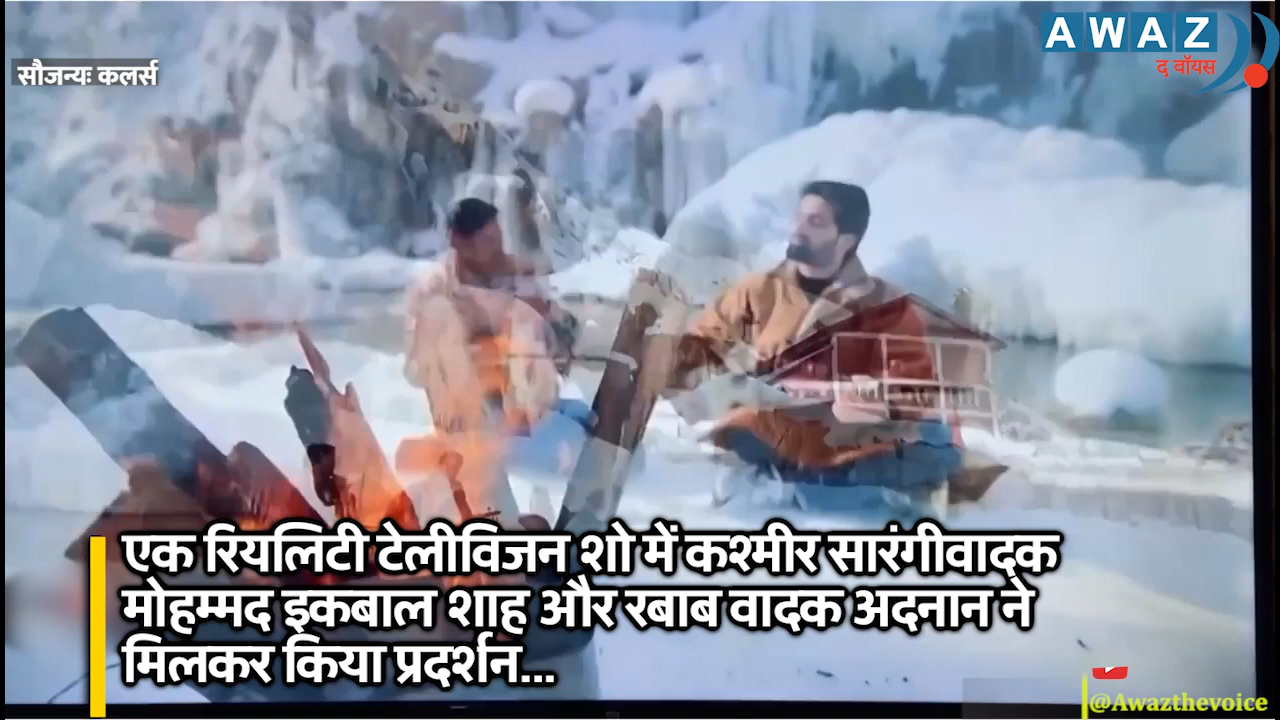 सौजन्यः कलर्स
AWAZ
द वॉयस
एक रियलिटी टेलीविजन शो में कश्मीर सारंगीवादक
मोहम्मद इकबाल शाह और रबाब वादक अदनान ने
मिलकर किया प्रदर्शन...
@Awazthevoice